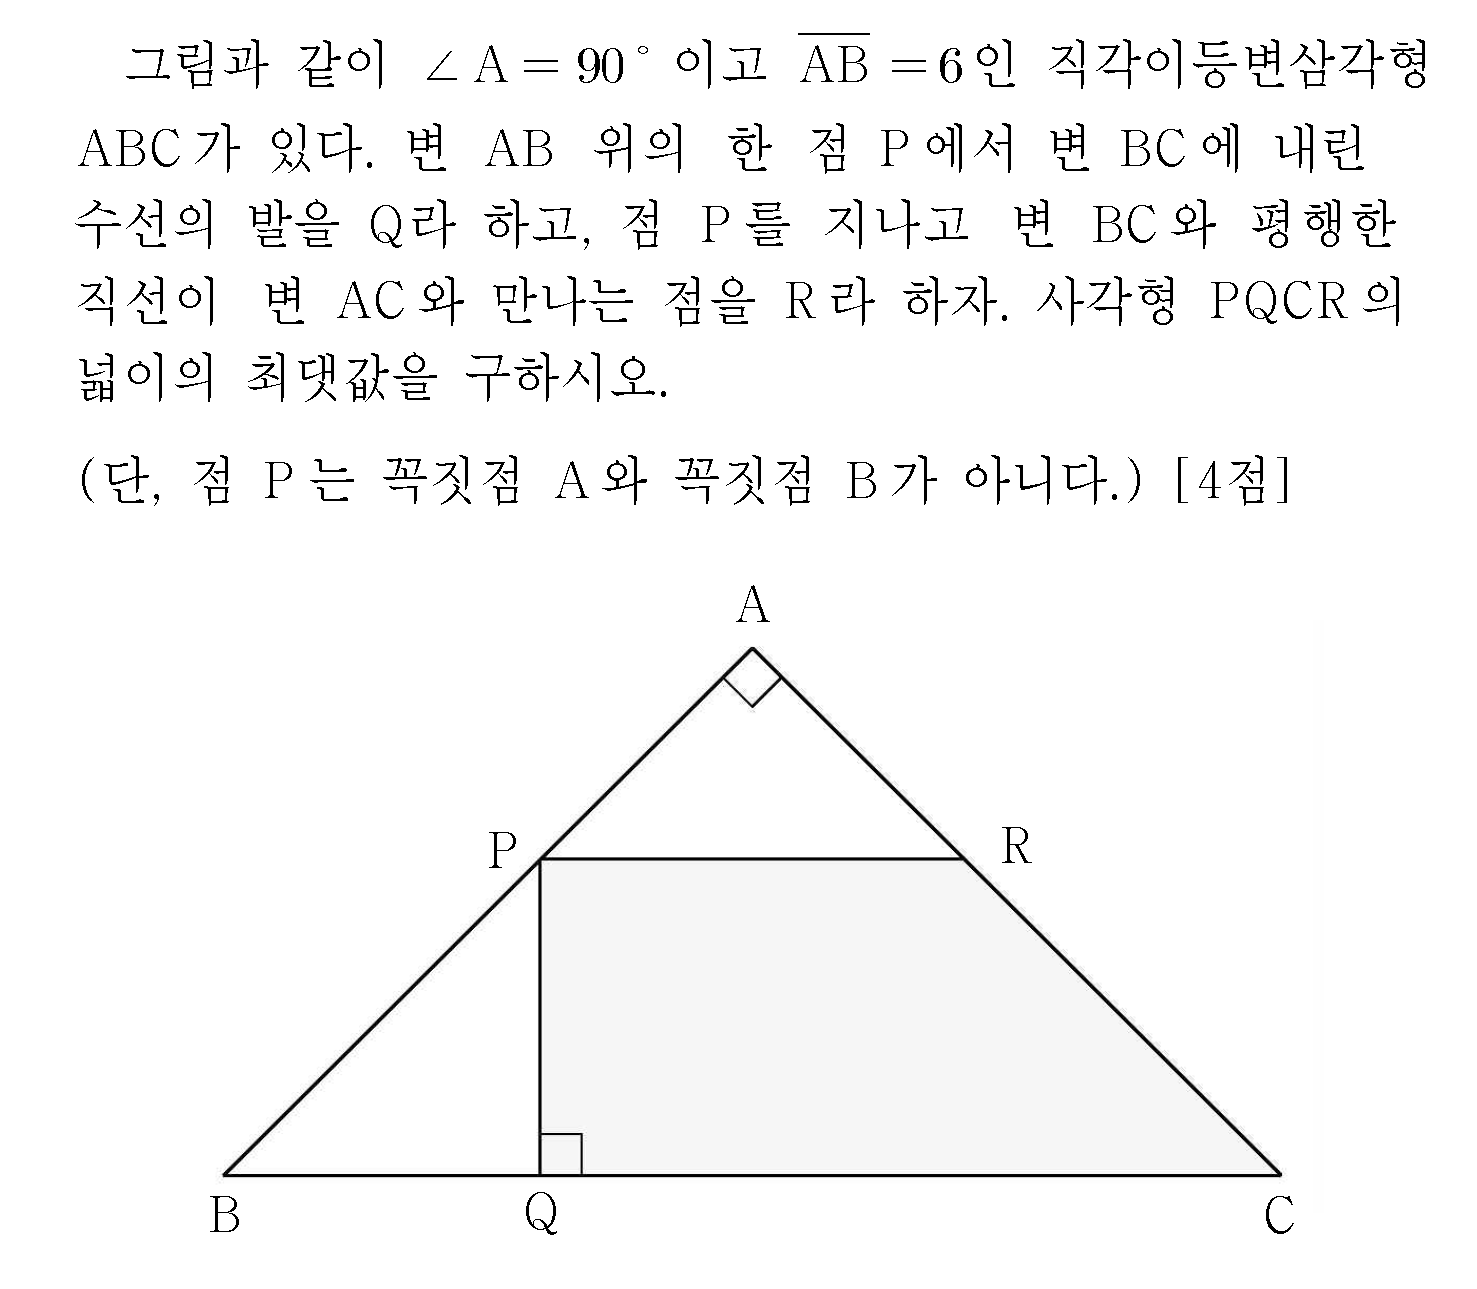 그림과 같이 ∠A=90°이고 \overline{AB}=6인 직각이등변삼각형
ABC가 있다. 변 AB 위의 한 점 P에서 변 BC에 내린
수선의 발을 Q라 하고, 점 P를 지나고 변 BC와 평행한
직선이 변 AC와 만나는 점을 R라 하자. 사각형 PQCR의
넓이의 최댓값을 구하시오.
(단, 점 P는 꼭짓점 A와 꼭짓점 B가 아니다.) [4점]
A
P
R
B
Q
C